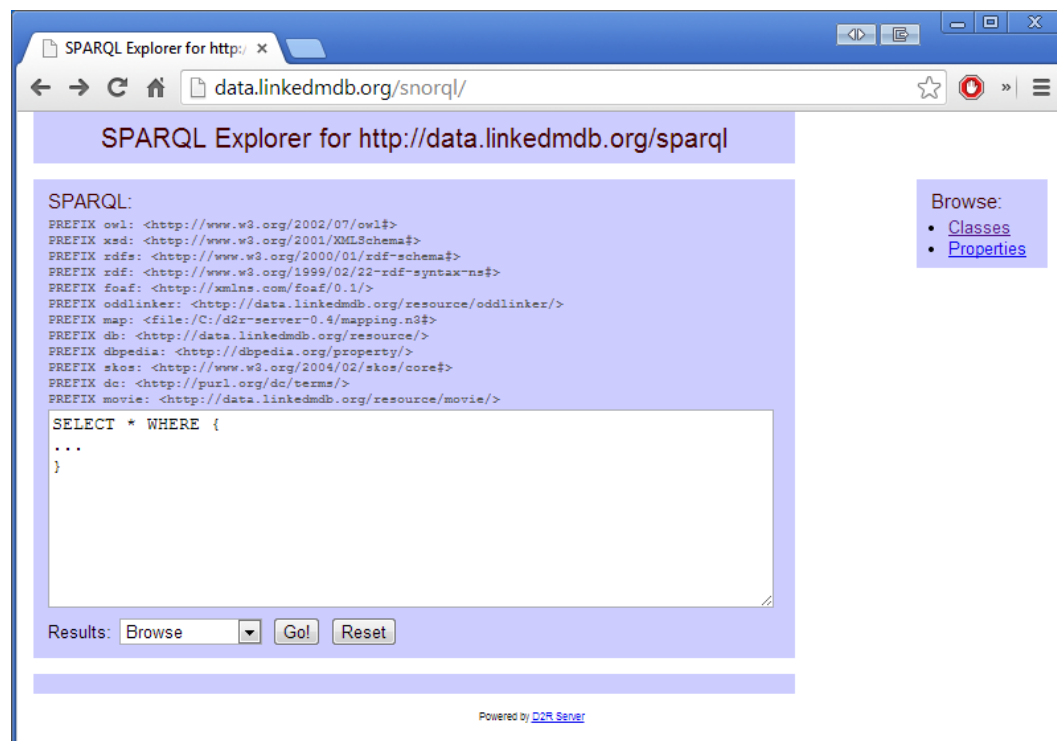 SPARQL Explorer for http:/
data.linkedmdb.org/snorql/
SPARQL Explorer for http://data.linkedmdb.org/sparql
SPARQL:
PREFIX owl: <http://www.w3.org/2002/07/owl#>
PREFIX xsd: <http://www.w3.org/2001/XMLSchema#>
PREFIX rdfs: <http://www.w3.org/2000/01/rdf-schema#>
PREFIX rdf: <http://www.w3.org/1999/02/22-rdf-syntax-ns#>
PREFIX foaf: <http://xmlns.com/foaf/0.1/>
PREFIX oddlinker: <http://data.linkedmdb.org/resource/oddlinker/>
PREFIX map: <file:/C:/d2r-server-0.4/mapping.n3#>
PREFIX db: <http://data.linkedmdb.org/resource/>
PREFIX dbpedia: <http://dbpedia.org/property/>
PREFIX skos: <http://www.w3.org/2004/02/skos/core#>
PREFIX dc: <http://purl.org/dc/terms/>
PREFIX movie: <http://data.linkedmdb.org/resource/movie/>
SELECT * WHERE {
...
}
Results: Browse Go! Reset
Browse:
• Classes
• Properties
Powered by D2R Server